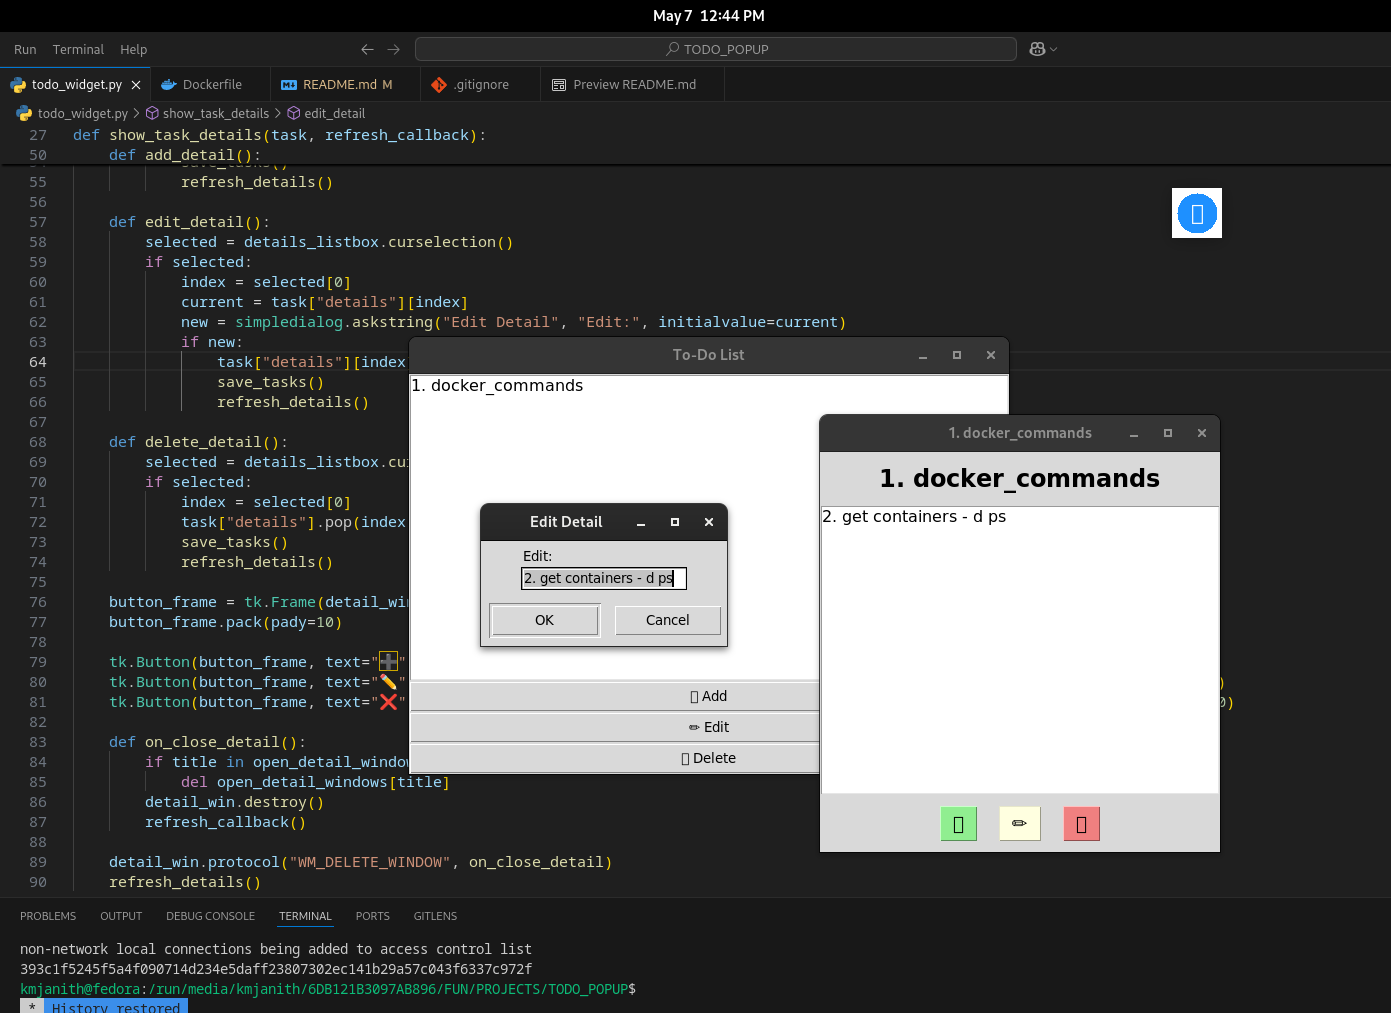 May 7 12:44 PM
Run Terminal Help
TODO_POPUP
todo_widget.py Dockerfile README.md M .gitignore Preview README.md
todo_widget.py > show_task_details > edit_detail
27 def show_task_details(task, refresh_callback):
50 def add_detail():
55 refresh_details()
56
57 def edit_detail():
58 selected = details_listbox.curselection()
59 if selected:
60 index = selected[0]
61 current = task["details"][index]
62 new = simpledialog.askstring("Edit Detail", "Edit:", initialvalue=current)
63 if new:
64 task["details"][index
65 save_tasks()
66 refresh_details()
67
68 def delete_detail():
69 selected = details_listbox.cu
70 if selected:
71 index = selected[0]
72 task["details"].pop(index
73 save_tasks()
74 refresh_details()
75
76 button_frame = tk.Frame(detail_wi
77 button_frame.pack(pady=10)
78
79 tk.Button(button_frame, text="➕"
80 tk.Button(button_frame, text="✏️" )
81 tk.Button(button_frame, text="❌" 0)
82
83 def on_close_detail():
84 if title in open_detail_windo
85 del open_detail_windows[title]
86 detail_win.destroy()
87 refresh_callback()
88
89 detail_win.protocol("WM_DELETE_WINDOW", on_close_detail)
90 refresh_details()
To-Do List
1. docker_commands
Add
✏ Edit
Delete
Edit Detail
Edit:
2. get containers - d ps
OK Cancel
1. docker_commands
1. docker_commands
2. get containers - d ps
✏
PROBLEMS OUTPUT DEBUG CONSOLE TERMINAL PORTS GITLENS
non-network local connections being added to access control list
393c1f5245f5a4f090714d234e5daff23807302ec141b29a57c043f6337c972f
kmjanith@fedora:/run/media/kmjanith/6DB121B3097AB896/FUN/PROJECTS/TODO_POPUP$
* History restored